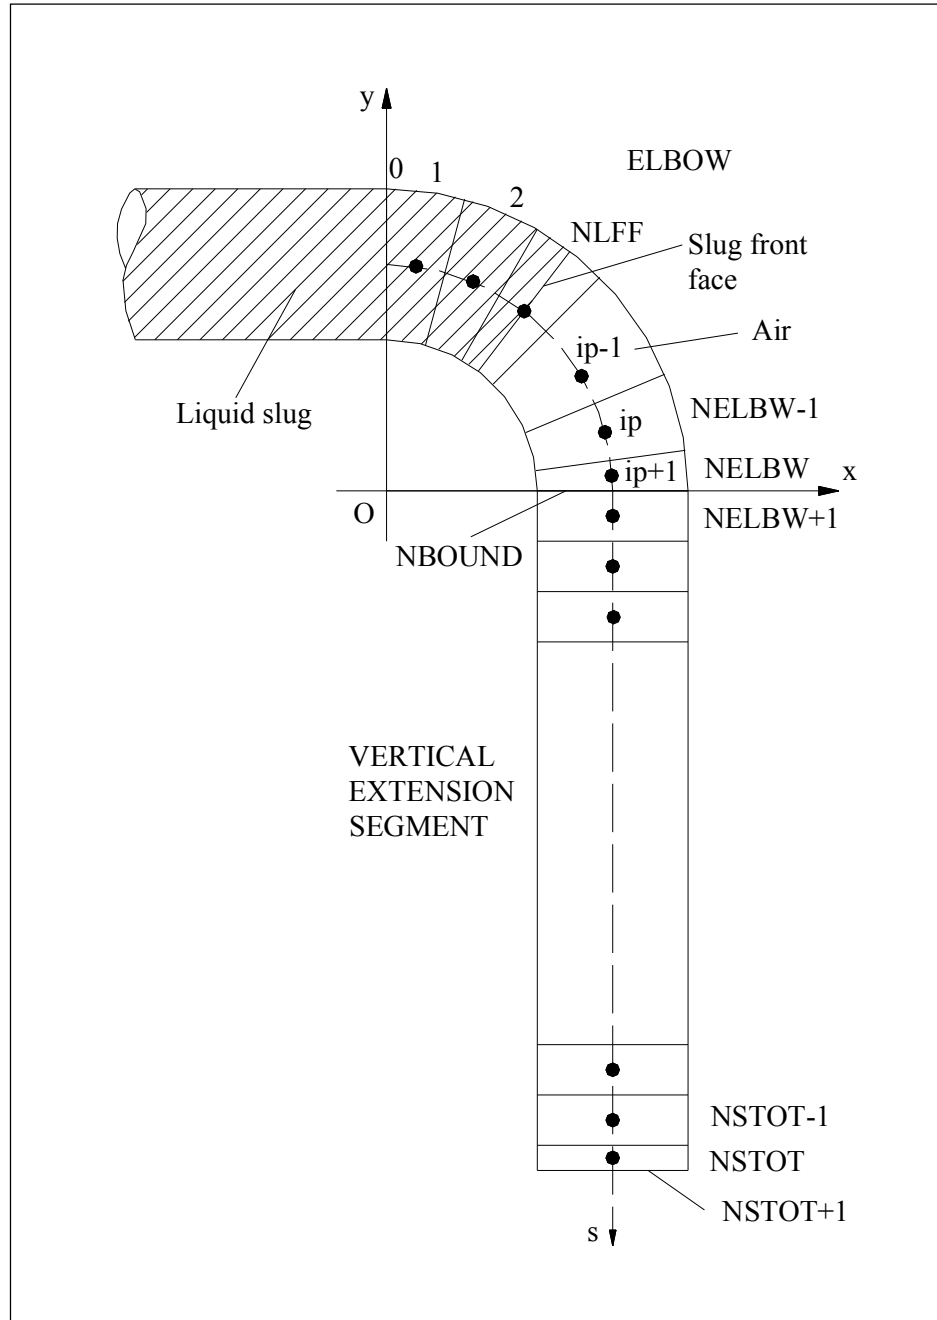 y
ELBOW
0
1
2
NLFF
Slug front
face
Air
ip-1
Liquid slug
NELBW-1
ip
ip+1
NELBW
x
O
NELBW+1
NBOUND
VERTICAL
EXTENSION
SEGMENT
NSTOT-1
NSTOT
NSTOT+1
s